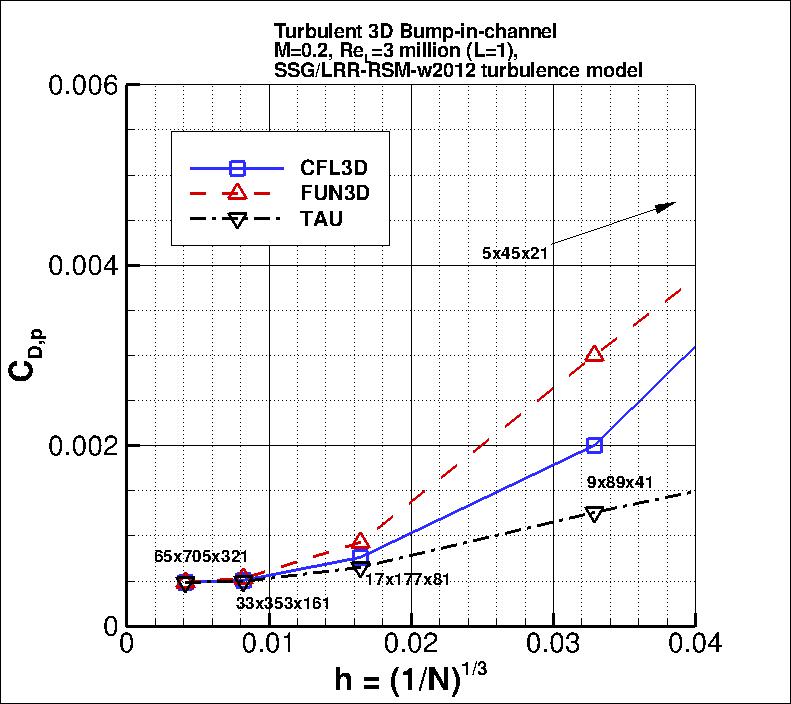 Turbulent 3D Bump-in-channel
M=0.2, Re_L=3 million (L=1),
SSG/LRR-RSM-w2012 turbulence model
0.006
CFL3D
FUN3D
TAU
5x45x21
0.004
C_D,p
0.002
9x89x41
65x705x321
17x177x81
33x353x161
0
0 0.01 0.02 0.03 0.04
h = (1/N)^1/3